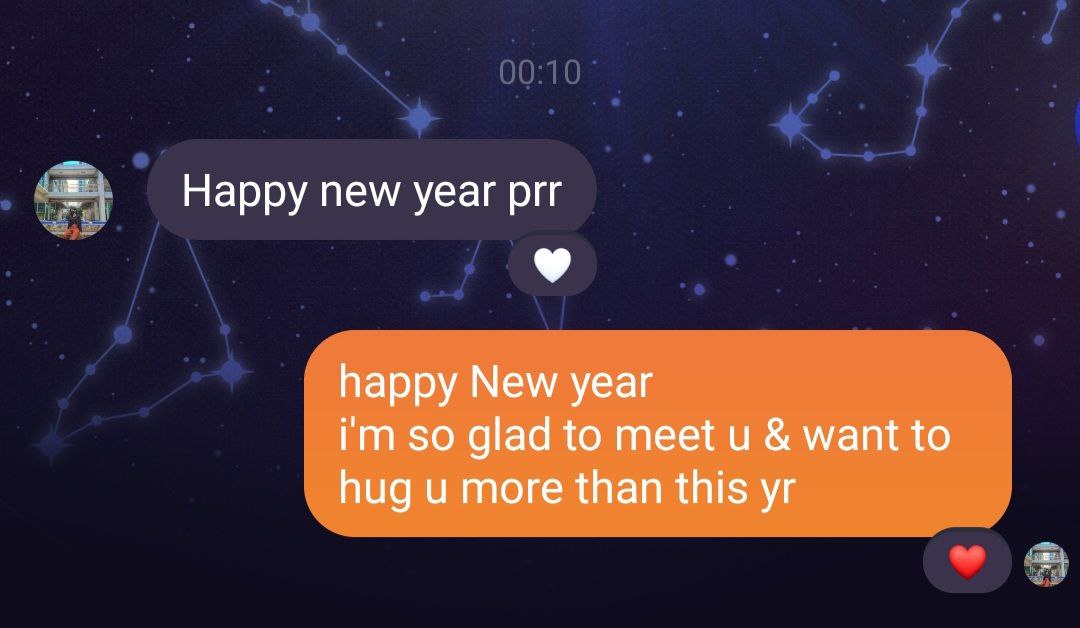 00:10
Happy new year prr
happy New year
i'm so glad to meet u & want to
hug u more than this yr